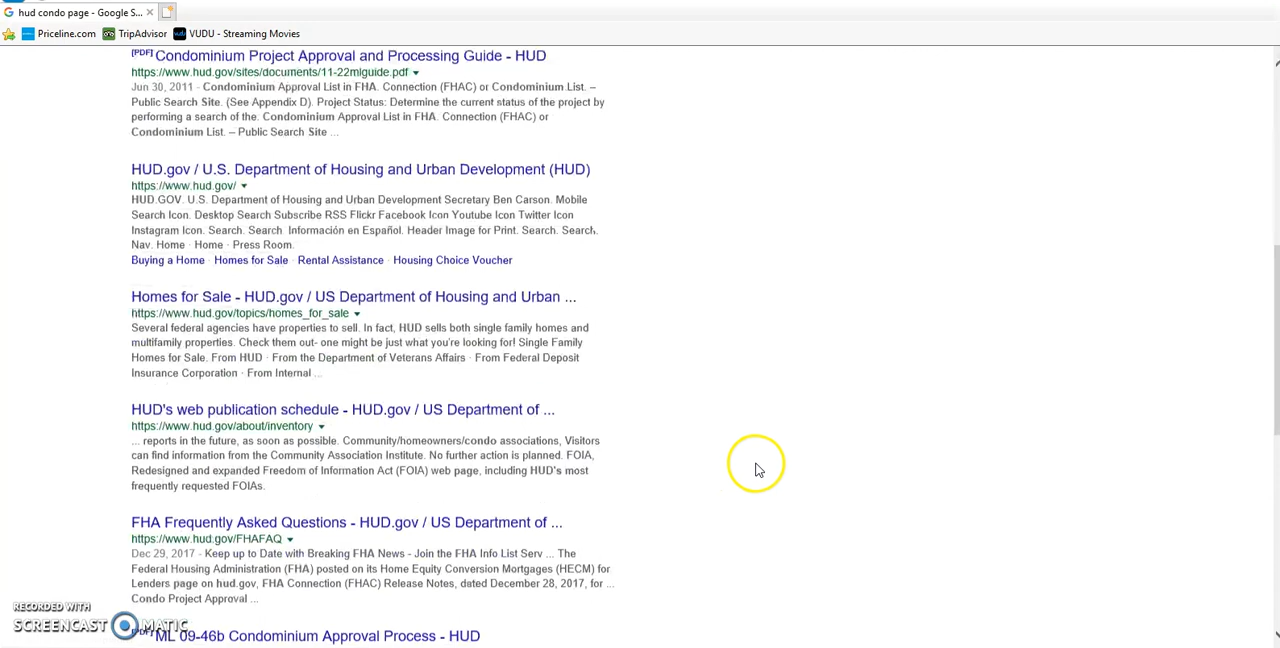 hud condo page - Google S...
Priceline.com TripAdvisor VUDU - Streaming Movies
[PDF] Condominium Project Approval and Processing Guide - HUD
https://www.hud.gov/sites/documents/11-22mlguide.pdf
Jun 30, 2011 - Condominium Approval List in FHA. Connection (FHAC) or Condominium List. –
Public Search Site. (See Appendix D). Project Status: Determine the current status of the project by
performing a search of the. Condominium Approval List in FHA. Connection (FHAC) or
Condominium List. – Public Search Site ...
HUD.gov / U.S. Department of Housing and Urban Development (HUD)
https://www.hud.gov/
HUD.GOV. U.S. Department of Housing and Urban Development Secretary Ben Carson. Mobile
Search Icon. Desktop Search Subscribe RSS Flickr Facebook Icon Youtube Icon Twitter Icon
Instagram Icon. Search. Search Información en Español. Header Image for Print. Search. Search.
Nav. Home · Home · Press Room.
Buying a Home · Homes for Sale · Rental Assistance · Housing Choice Voucher
Homes for Sale - HUD.gov / US Department of Housing and Urban ...
https://www.hud.gov/topics/homes_for_sale
Several federal agencies have properties to sell. In fact, HUD sells both single family homes and
multifamily properties. Check them out- one might be just what you're looking for! Single Family
Homes for Sale. From HUD · From the Department of Veterans Affairs · From Federal Deposit
Insurance Corporation · From Internal ...
HUD's web publication schedule - HUD.gov / US Department of ...
https://www.hud.gov/about/inventory
... reports in the future, as soon as possible. Community/homeowners/condo associations, Visitors
can find information from the Community Association Institute. No further action is planned. FOIA,
Redesigned and expanded Freedom of Information Act (FOIA) web page, including HUD's most
frequently requested FOIAs.
FHA Frequently Asked Questions - HUD.gov / US Department of ...
https://www.hud.gov/FHAFAQ
Dec 29, 2017 - Keep up to Date with Breaking FHA News - Join the FHA Info List Serv ... The
Federal Housing Administration (FHA) posted on its Home Equity Conversion Mortgages (HECM) for
Lenders page on hud.gov, FHA Connection (FHAC) Release Notes, dated December 28, 2017, for ...
Condo Project Approval ...
RECORDED WITH
SCREENCAST MATIC
[PDF] ML 09-46b Condominium Approval Process - HUD